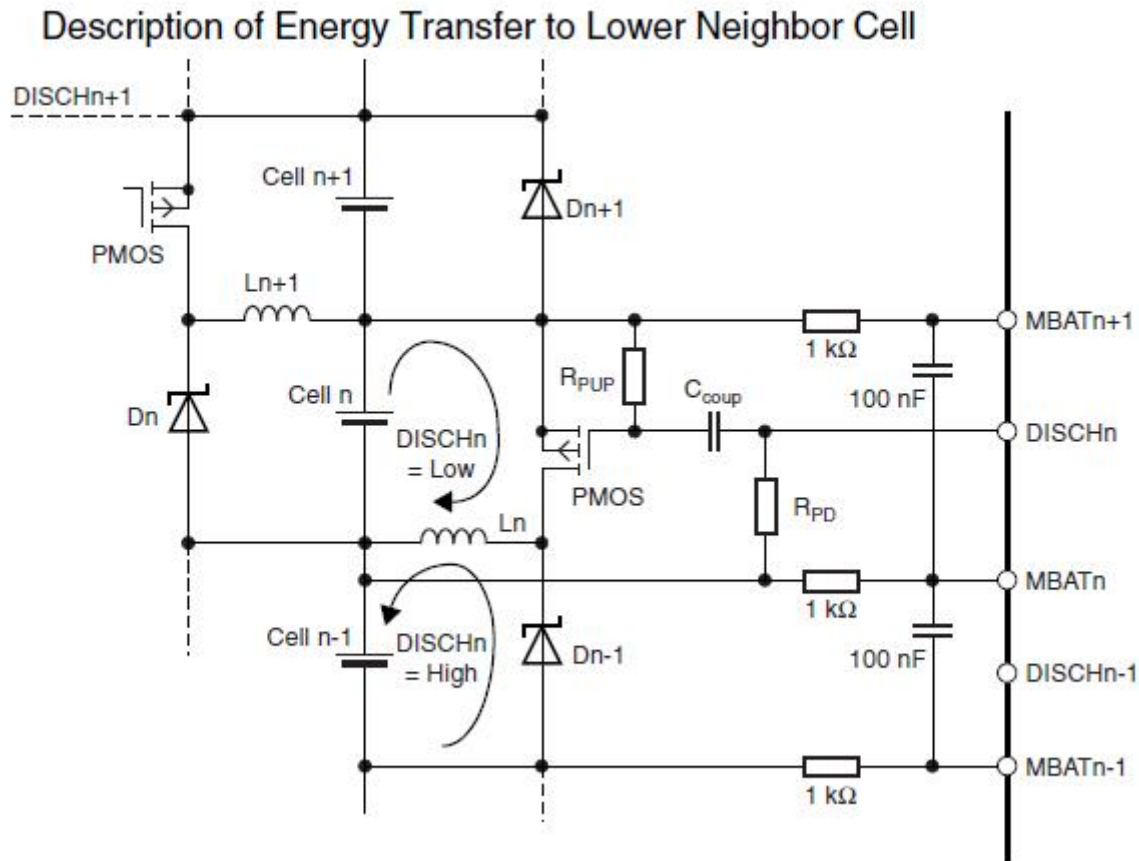 Description of Energy Transfer to Lower Neighbor Cell
DISCHn+1
Cell n+1
Dn+1
PMOS
Ln+1
MBATn+1
1 kΩ
RPUP
Ccoup
100 nF
Cell n
Dn
DISCHn
= Low
DISCHn
PMOS
RPD
Ln
MBATn
1 kΩ
Cell n-1
DISCHn
= High
Dn-1
100 nF
DISCHn-1
MBATn-1
1 kΩ